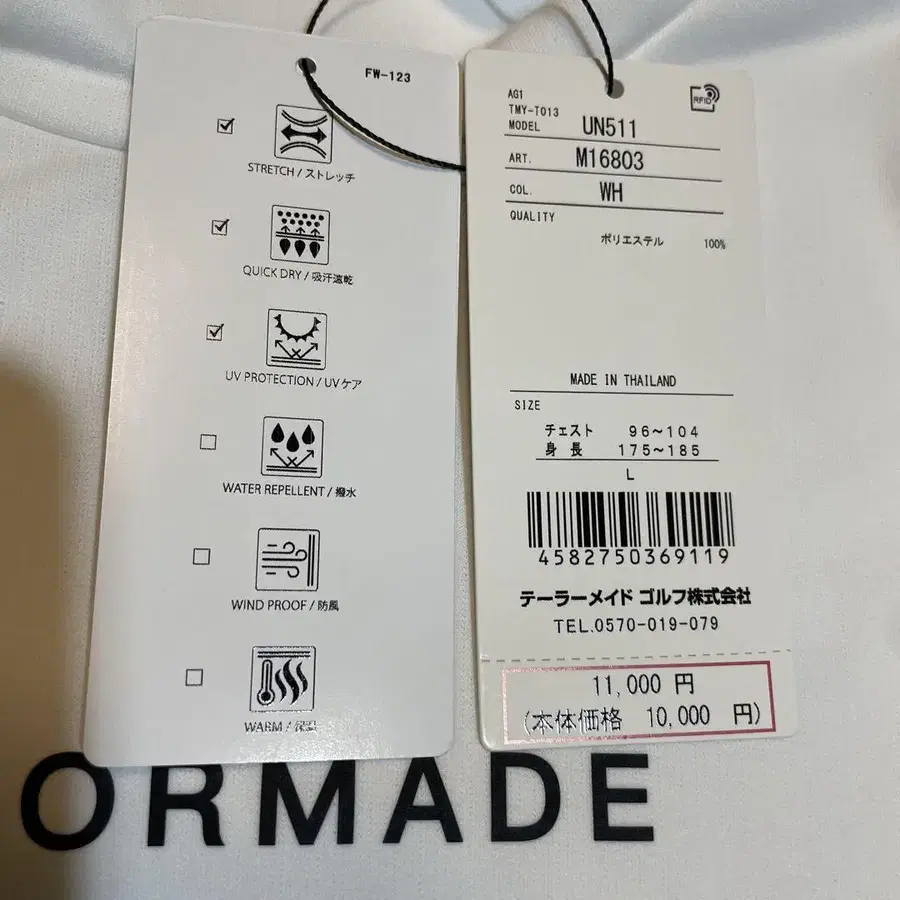 FW-123
STRETCH / ストレッチ
QUICK DRY / 吸汗速乾
UV PROTECTION / UVケア
WATER REPELLENT / 撥水
WIND PROOF / 防風
WARM / 保温
AG1
TMY-T013
MODEL UN511
RFID
ART. M16803
COL. WH
QUALITY
ポリエステル 100%
MADE IN THAILAND
SIZE
チェスト 96~104
身長 175~185
L
4582750369119
テーラーメイド ゴルフ株式会社
TEL.0570-019-079
11,000 円
(本体価格 10,000 円)
ORMADE